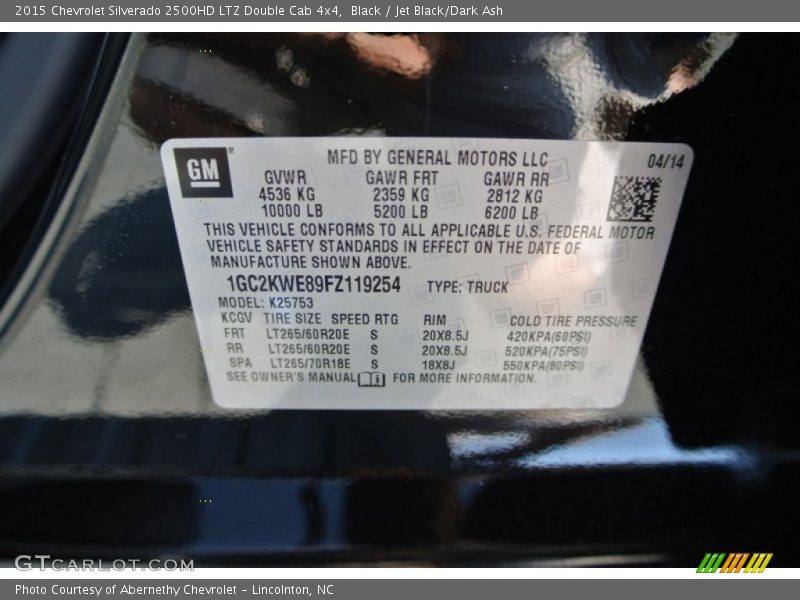 2015 Chevrolet Silverado 2500HD LTZ Double Cab 4x4, Black / Jet Black/Dark Ash
GM
MFD BY GENERAL MOTORS LLC 04/14
GVWR GAWR FRT GAWR RR
4536 KG 2359 KG 2812 KG
10000 LB 5200 LB 6200 LB
THIS VEHICLE CONFORMS TO ALL APPLICABLE U.S. FEDERAL MOTOR
VEHICLE SAFETY STANDARDS IN EFFECT ON THE DATE OF
MANUFACTURE SHOWN ABOVE.
1GC2KWE89FZ119254 TYPE: TRUCK
MODEL: K25753
KCGV TIRE SIZE SPEED RTG RIM COLD TIRE PRESSURE
FRT LT265/60R20E S 20X8.5J 420KPA(60PSI)
RR LT265/60R20E S 20X8.5J 520KPA(75PSI)
SPA LT265/70R18E S 18X8J 550KPA(80PSI)
SEE OWNER'S MANUAL FOR MORE INFORMATION.
GTCARLOT.COM
Photo Courtesy of Abernethy Chevrolet - Lincolnton, NC